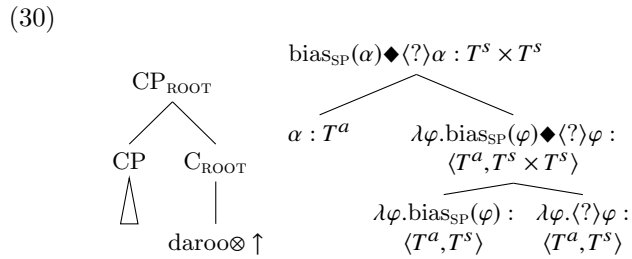 (30)
bias_SP(α)◆⟨?⟩α : T^s × T^s
CP_ROOT
α : T^a
λφ.bias_SP(φ)◆⟨?⟩φ :
⟨T^a, T^s × T^s⟩
CP
C_ROOT
daroo⊗ ↑
λφ.bias_SP(φ) :
⟨T^a, T^s⟩
λφ.⟨?⟩φ :
⟨T^a, T^s⟩